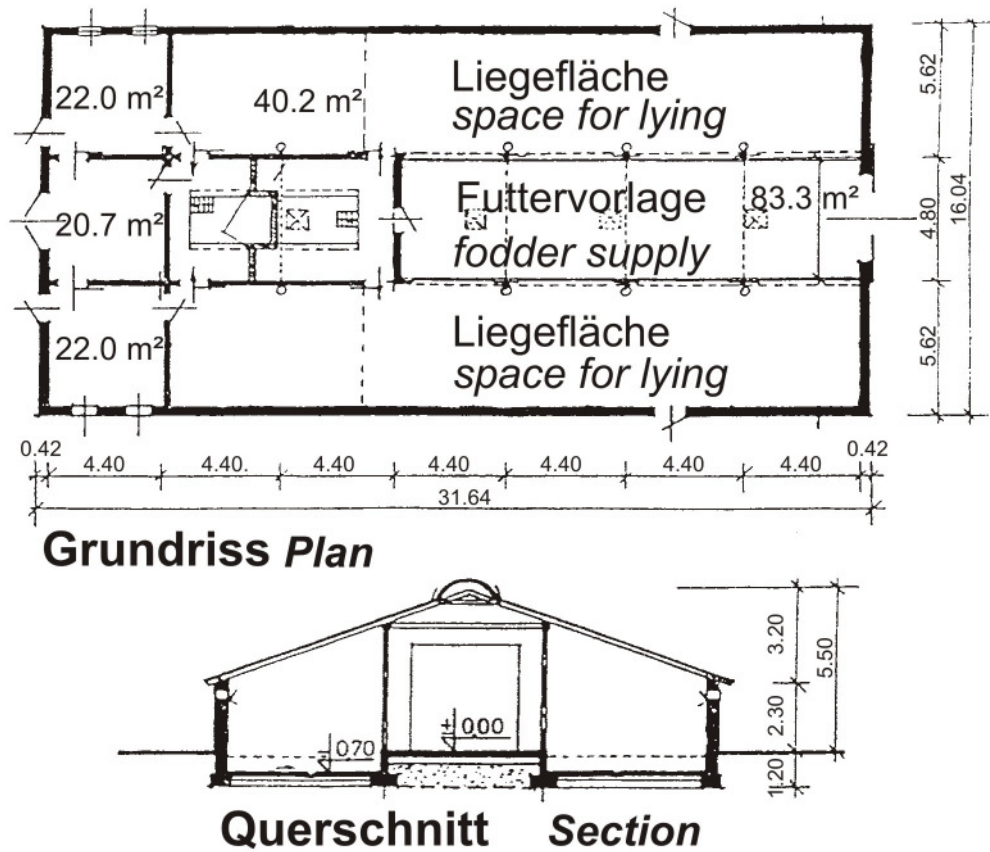 22.0 m²
40.2 m²
Liegefläche
space for lying
5.62
20.7 m²
Futtervorlage
83.3 m²
fodder supply
4.80
16.04
22.0 m²
Liegefläche
space for lying
5.62
0.42 4.40 4.40. 4.40 4.40 4.40 4.40 4.40 0.42
31.64
Grundriss Plan
3.20
5.50
2.30
1.20
0.00
0.70
Querschnitt Section